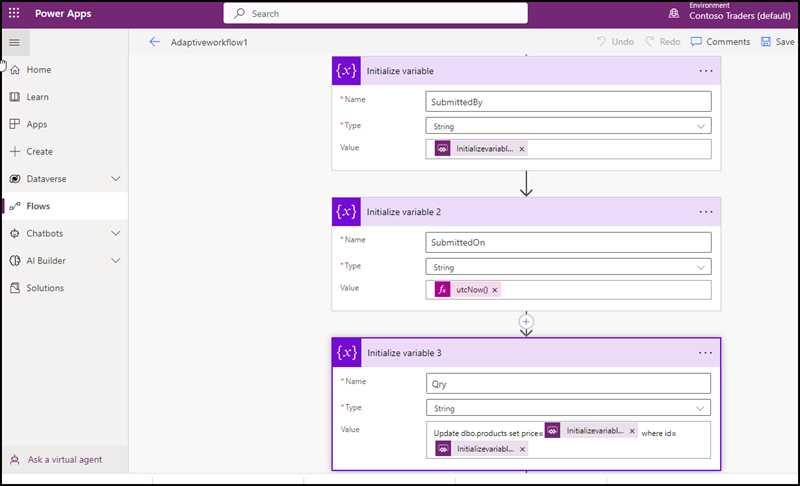 Power Apps
Search
Environment
Contoso Traders (default)
Adaptiveworkflow1
Undo
Redo
Comments
Save
Home
Learn
Apps
Create
Dataverse
Flows
Chatbots
AI Builder
Solutions
Ask a virtual agent
{x} Initialize variable ...
* Name SubmittedBy
* Type String
Value Initializevariabl... x
{x} Initialize variable 2 ...
* Name SubmittedOn
* Type String
Value fx utcNow() x
{x} Initialize variable 3 ...
* Name Qry
* Type String
Value Update dbo.products set price= Initializevariabl... x where id=
Initializevariabl... x